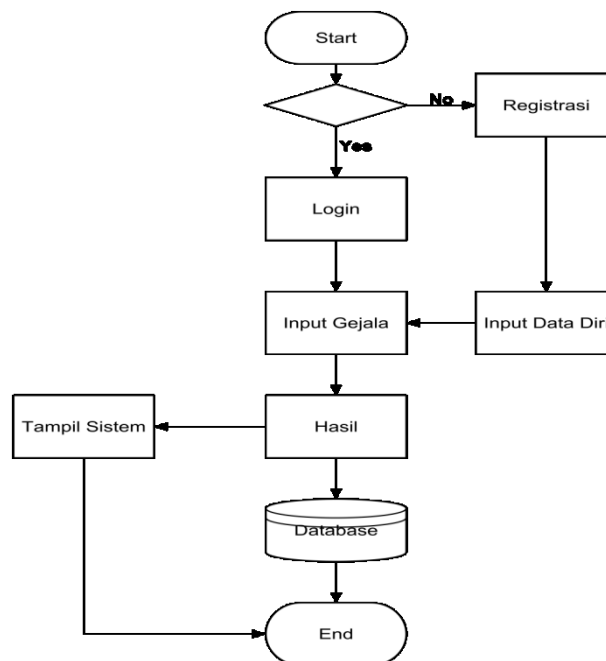 Start
No
Registrasi
Yes
Login
Input Gejala
Input Data Diri
Tampil Sistem
Hasil
Database
End